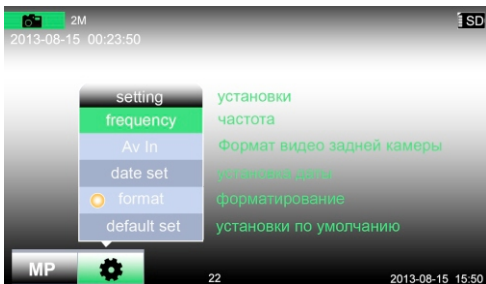 2M
SD
2013-08-15 00:23:50
setting установки
frequency частота
Av In Формат видео задней камеры
date set установка даты
format форматирование
default set установки по умолчанию
MP
22
2013-08-15 15:50